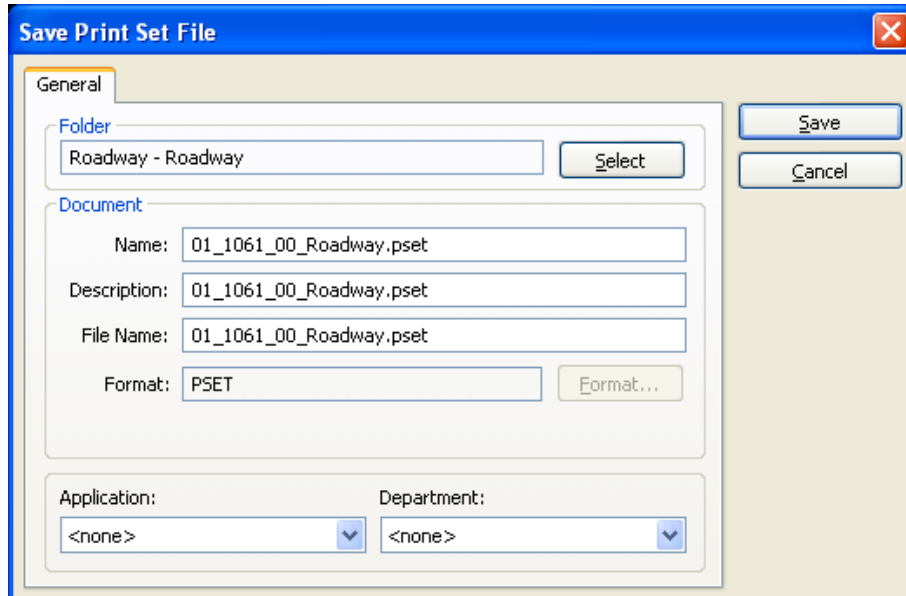 Save Print Set File
General
Folder
Roadway - Roadway
Select
Save
Cancel
Document
Name: 01_1061_00_Roadway.pset
Description: 01_1061_00_Roadway.pset
File Name: 01_1061_00_Roadway.pset
Format: PSET Format...
Application: Department:
<none> <none>